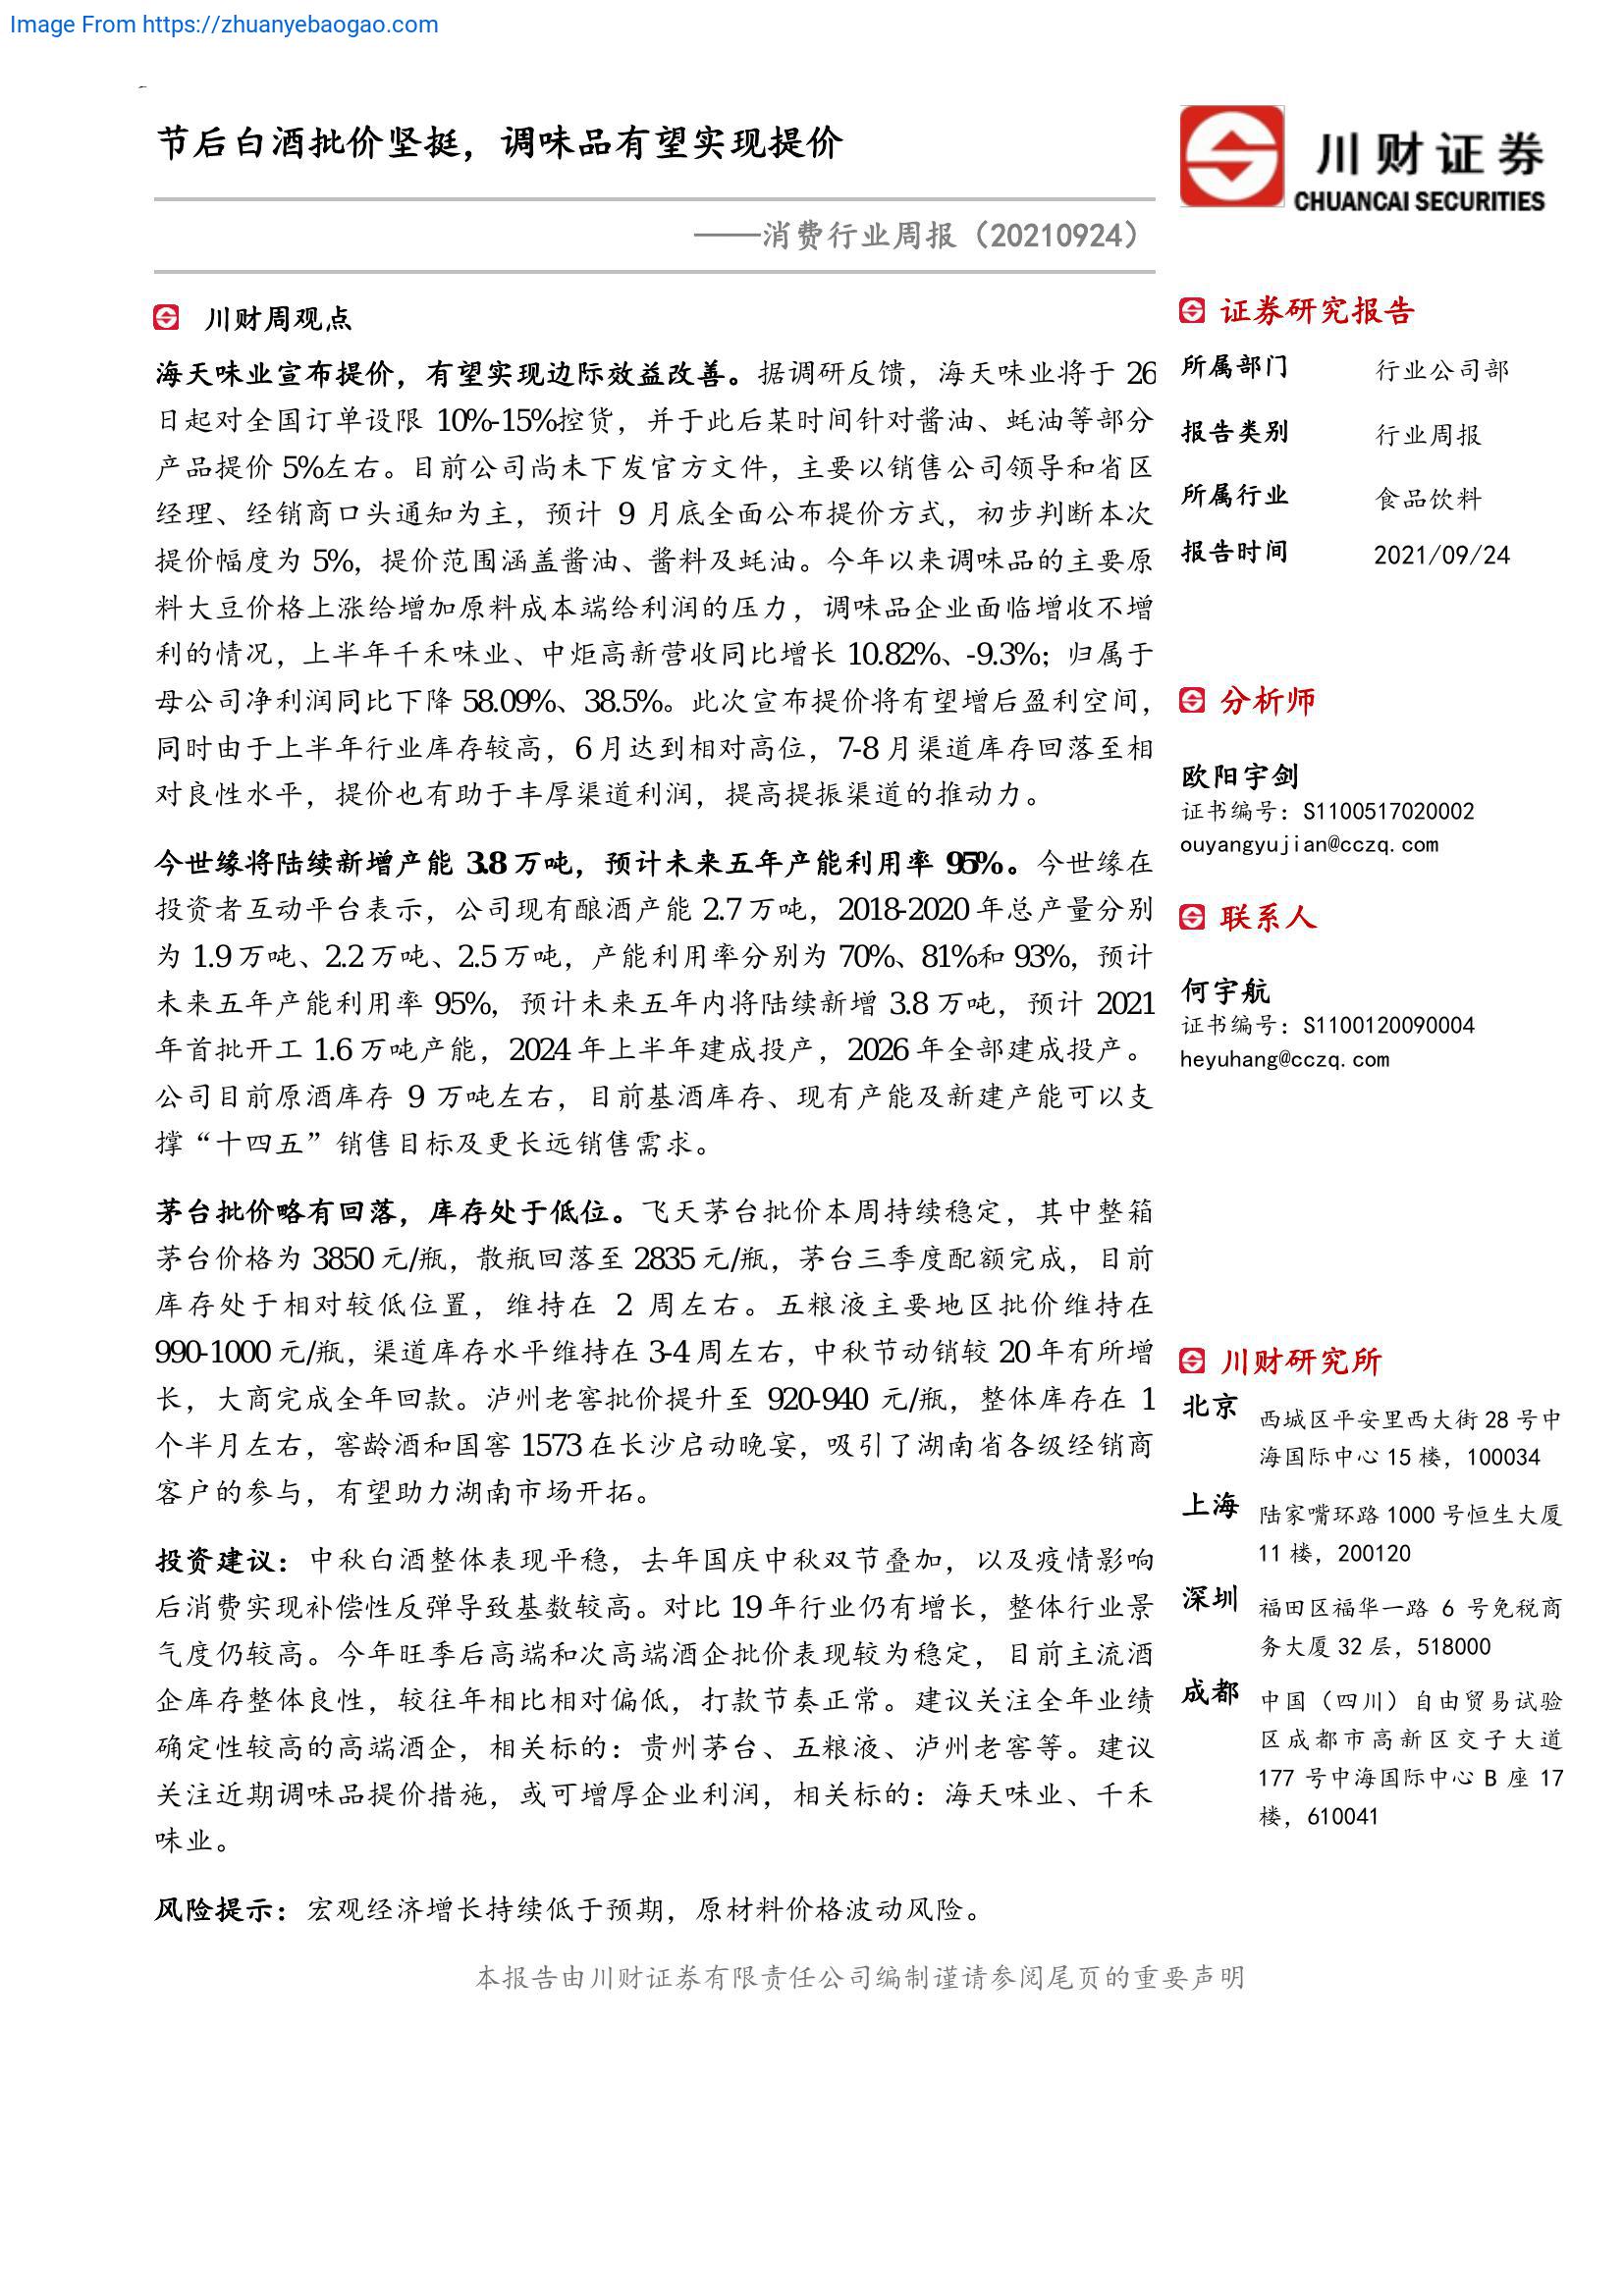 Image From https://zhuanyebaogao.com
节后白酒批价坚挺，调味品有望实现提价
——消费行业周报（20210924）
川财证券
CHUANCAI SECURITIES
川财周观点
海天味业宣布提价，有望实现边际效益改善。据调研反馈，海天味业将于 26
日起对全国订单设限 10%-15%控货，并于此后某时间针对酱油、蚝油等部分
产品提价 5%左右。目前公司尚未下发官方文件，主要以销售公司领导和省区
经理、经销商口头通知为主，预计 9 月底全面公布提价方式，初步判断本次
提价幅度为 5%，提价范围涵盖酱油、酱料及蚝油。今年以来调味品的主要原
料大豆价格上涨给增加原料成本端给利润的压力，调味品企业面临增收不增
利的情况，上半年千禾味业、中炬高新营收同比增长 10.82%、-9.3%；归属于
母公司净利润同比下降 58.09%、38.5%。此次宣布提价将有望增后盈利空间，
同时由于上半年行业库存较高，6 月达到相对高位，7-8 月渠道库存回落至相
对良性水平，提价也有助于丰厚渠道利润，提高提振渠道的推动力。
今世缘将陆续新增产能 3.8 万吨，预计未来五年产能利用率 95%。今世缘在
投资者互动平台表示，公司现有酿酒产能 2.7 万吨，2018-2020 年总产量分别
为 1.9 万吨、2.2 万吨、2.5 万吨，产能利用率分别为 70%、81%和 93%，预计
未来五年产能利用率 95%，预计未来五年内将陆续新增 3.8 万吨，预计 2021
年首批开工 1.6 万吨产能，2024 年上半年建成投产，2026 年全部建成投产。
公司目前原酒库存 9 万吨左右，目前基酒库存、现有产能及新建产能可以支
撑“十四五”销售目标及更长远销售需求。
茅台批价略有回落，库存处于低位。飞天茅台批价本周持续稳定，其中整箱
茅台价格为 3850 元/瓶，散瓶回落至 2835 元/瓶，茅台三季度配额完成，目前
库存处于相对较低位置，维持在 2 周左右。五粮液主要地区批价维持在
990-1000 元/瓶，渠道库存水平维持在 3-4 周左右，中秋节动销较 20 年有所增
长，大商完成全年回款。泸州老窖批价提升至 920-940 元/瓶，整体库存在 1
个半月左右，窖龄酒和国窖 1573 在长沙启动晚宴，吸引了湖南省各级经销商
客户的参与，有望助力湖南市场开拓。
投资建议：中秋白酒整体表现平稳，去年国庆中秋双节叠加，以及疫情影响
后消费实现补偿性反弹导致基数较高。对比 19 年行业仍有增长，整体行业景
气度仍较高。今年旺季后高端和次高端酒企批价表现较为稳定，目前主流酒
企库存整体良性，较往年相比相对偏低，打款节奏正常。建议关注全年业绩
确定性较高的高端酒企，相关标的：贵州茅台、五粮液、泸州老窖等。建议
关注近期调味品提价措施，或可增厚企业利润，相关标的：海天味业、千禾
味业。
风险提示：宏观经济增长持续低于预期，原材料价格波动风险。
证券研究报告
所属部门 行业公司部
报告类别 行业周报
所属行业 食品饮料
报告时间 2021/09/24
分析师
欧阳宇剑
证书编号：S1100517020002
ouyangyujian@cczq.com
联系人
何宇航
证书编号：S1100120090004
heyuhang@cczq.com
川财研究所
北京 西城区平安里西大街 28 号中
海国际中心 15 楼，100034
上海 陆家嘴环路 1000 号恒生大厦
11 楼，200120
深圳 福田区福华一路 6 号免税商
务大厦 32 层，518000
成都 中国（四川）自由贸易试验
区成都市高新区交子大道
177 号中海国际中心 B 座 17
楼，610041
本报告由川财证券有限责任公司编制谨请参阅尾页的重要声明